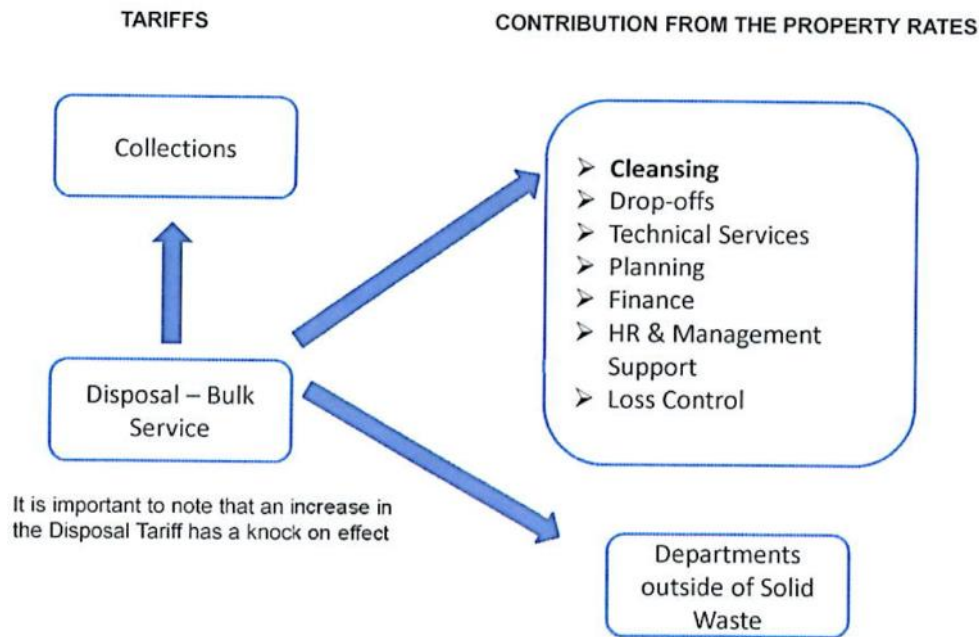 TARIFFS
CONTRIBUTION FROM THE PROPERTY RATES
Collections
Disposal – Bulk
Service
It is important to note that an increase in
the Disposal Tariff has a knock on effect
➢ Cleansing
➢ Drop-offs
➢ Technical Services
➢ Planning
➢ Finance
➢ HR & Management
Support
➢ Loss Control
Departments
outside of Solid
Waste